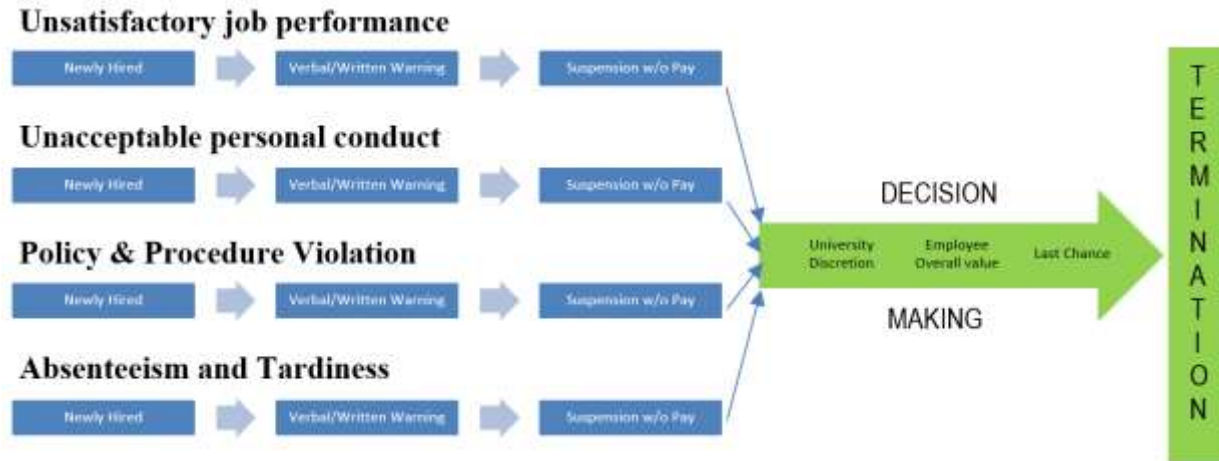 Unsatisfactory job performance
Newly Hired
Verbal/Written Warning
Suspension w/o Pay
Unacceptable personal conduct
Newly Hired
Verbal/Written Warning
Suspension w/o Pay
Policy & Procedure Violation
Newly Hired
Verbal/Written Warning
Suspension w/o Pay
Absenteeism and Tardiness
Newly Hired
Verbal/Written Warning
Suspension w/o Pay
DECISION
University
Discretion
Employee
Overall value
Last Chance
MAKING
T
E
R
M
I
N
A
T
I
O
N